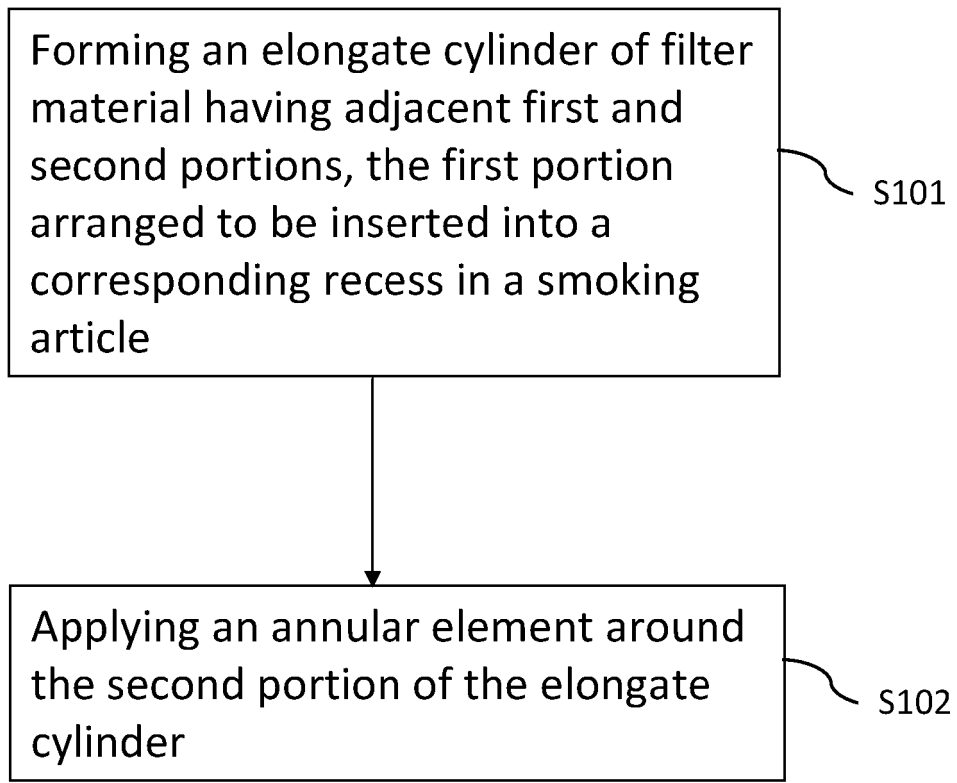 Forming an elongate cylinder of filter
material having adjacent first and
second portions, the first portion
arranged to be inserted into a
corresponding recess in a smoking
article
S101
Applying an annular element around
the second portion of the elongate
cylinder
S102